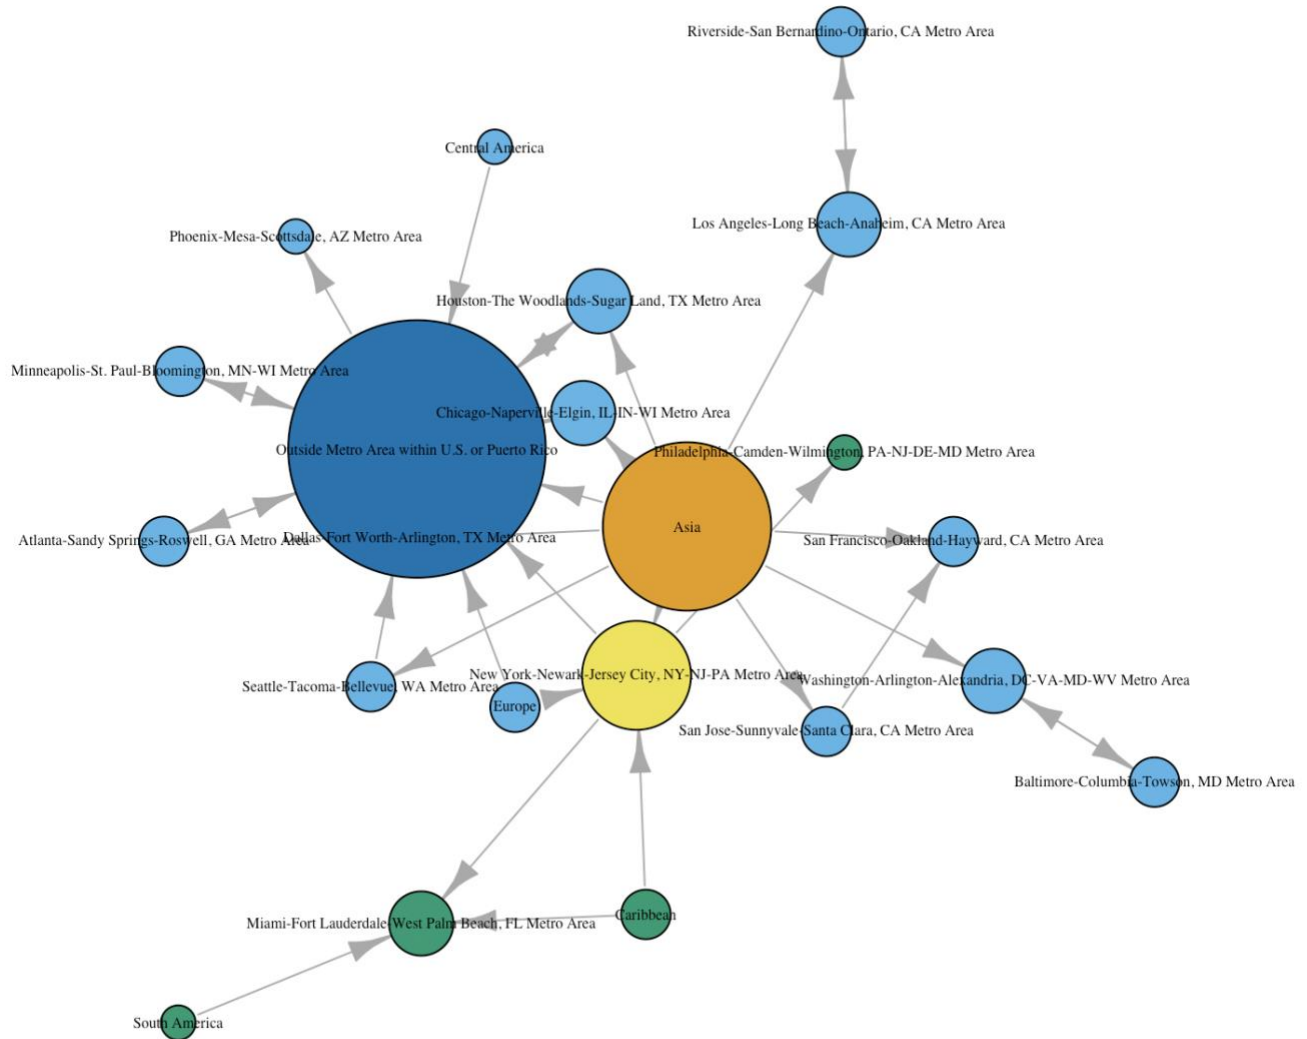 Riverside-San Bernardino-Ontario, CA Metro Area
Central America
Los Angeles-Long Beach-Anaheim, CA Metro Area
Phoenix-Mesa-Scottsdale, AZ Metro Area
Houston-The Woodlands-Sugar Land, TX Metro Area
Minneapolis-St. Paul-Bloomington, MN-WI Metro Area
Chicago-Naperville-Elgin, IL-IN-WI Metro Area
Outside Metro Area within U.S. or Puerto Rico
Philadelphia-Camden-Wilmington, PA-NJ-DE-MD Metro Area
Asia
Atlanta-Sandy Springs-Roswell, GA Metro Area
Dallas-Fort Worth-Arlington, TX Metro Area
San Francisco-Oakland-Hayward, CA Metro Area
New York-Newark-Jersey City, NY-NJ-PA Metro Area
Washington-Arlington-Alexandria, DC-VA-MD-WV Metro Area
Seattle-Tacoma-Bellevue, WA Metro Area
Europe
San Jose-Sunnyvale-Santa Clara, CA Metro Area
Baltimore-Columbia-Towson, MD Metro Area
Caribbean
Miami-Fort Lauderdale-West Palm Beach, FL Metro Area
South America